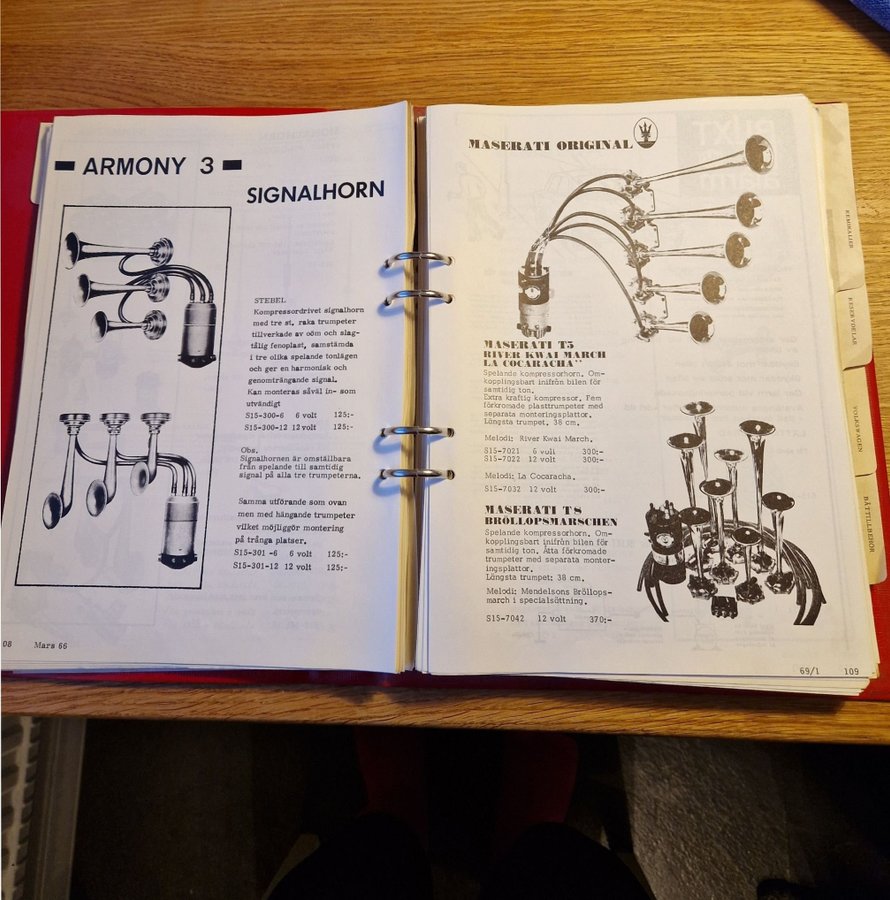 ARMONY 3
SIGNALHORN
STEBEL
Kompressordrivet signalhorn
med tre st. raka trumpeter
tillverkade av oöm och slag-
tålig fenoplast, samstämda
i tre olika spelande tonlägen
och ger en harmonisk och
genomträngande signal.
Kan monteras såväl in- som
utvändigt
S15-300-6 6 volt 125:-
S15-300-12 12 volt 125:-
Obs.
Signalhornen är omställbara
från spelande till samtidig
signal på alla tre trumpeterna.
Samma utförande som ovan
men med hängande trumpeter
vilket möjliggör montering
på trånga platser.
S15-301 -6 6 volt 125:-
S15-301-12 12 volt 125:-
08 Mars 66
MASERATI ORIGINAL
MASERATI T5
RIVER KWAI MARCH
LA COCARACHA"
Spelande kompressorhorn. Om-
kopplingsbart inifrån bilen för
samtidig ton.
Extra kraftig kompressor. Fem
förkromade plasttrumpeter med
separata monteringsplattor.
Längsta trumpet. 38 cm.
Melodi: River Kwai March.
S15-7021 6 volt 300:-
S15-7022 12 volt 300:-
Melodi: La Cocaracha.
S15-7032 12 volt 300:-
MASERATI T8
BRÖLLOPSMARSCHEN
Spelande kompressorhorn. Om-
kopplingsbart inifrån bilen för
samtidig ton. Åtta förkromade
trumpeter med separata monter-
ingsplattor.
Längsta trumpet: 38 cm.
Melodi: Mendelsons Bröllops-
march i specialsättning.
S15-7042 12 volt 370:-
69/1 109
KEMIKALIER
RESERVDELAR
VOLKSWAGEN
BÅTTILLBEHÖR